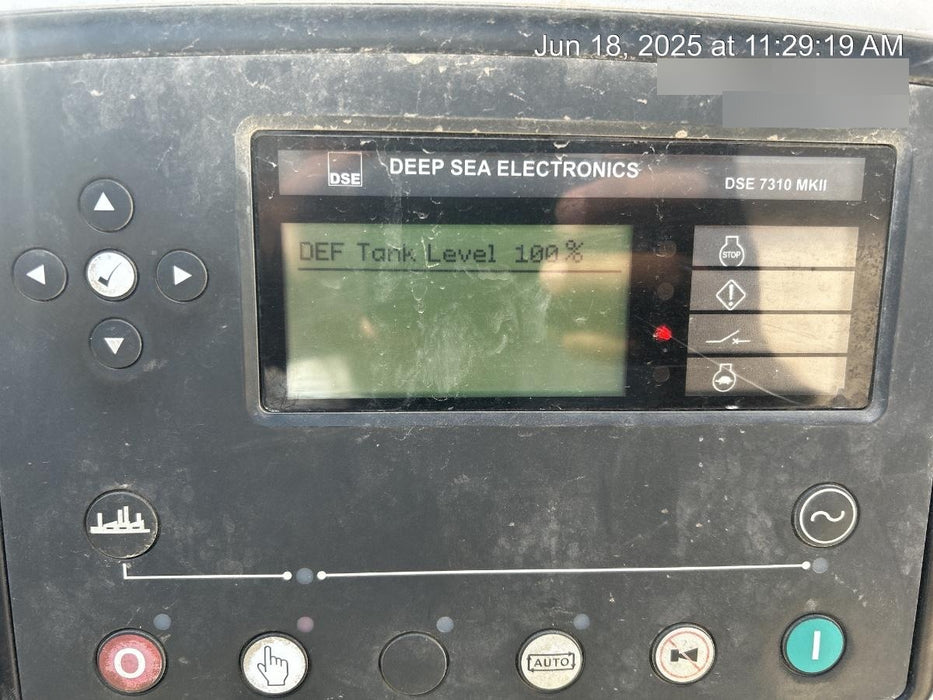 Jun 18, 2025 at 11:29:19 AM
DSE
DEEP SEA ELECTRONICS
DSE 7310 MKII
DEF Tank Level 100%
STOP
AUTO